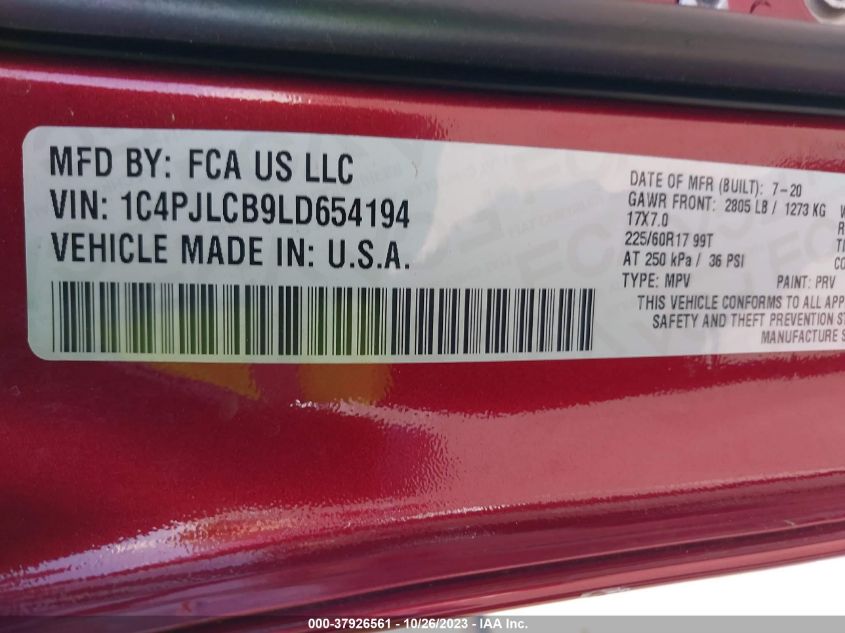 MFD BY: FCA US LLC
VIN: 1C4PJLCB9LD654194
VEHICLE MADE IN: U.S.A.
DATE OF MFR (BUILT): 7-20
GAWR FRONT: 2805 LB / 1273 KG
17X7.0
225/60R17 99T
AT 250 kPa / 36 PSI
TYPE: MPV PAINT: PRV
THIS VEHICLE CONFORMS TO ALL APP
SAFETY AND THEFT PREVENTION ST
MANUFACTURE S
000-37926561 - 10/26/2023 - IAA Inc.